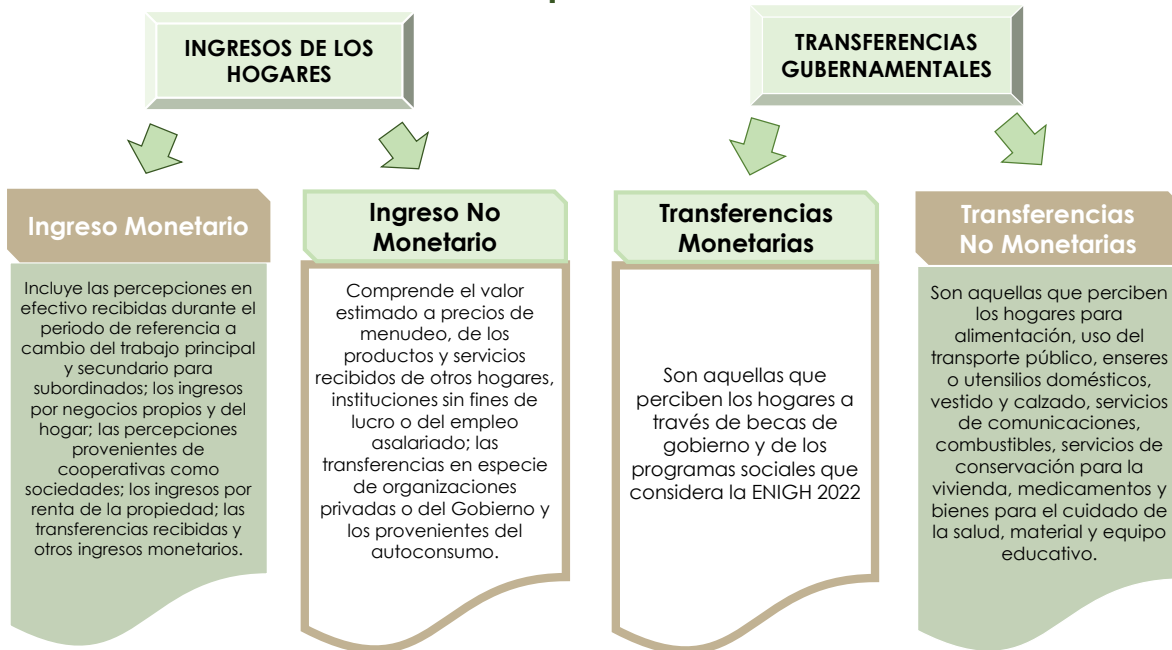 INGRESOS DE LOS
HOGARES
TRANSFERENCIAS
GUBERNAMENTALES
Ingreso Monetario
Incluye las percepciones en
efectivo recibidas durante el
periodo de referencia a
cambio del trabajo principal
y secundario para
subordinados; los ingresos
por negocios propios y del
hogar; las percepciones
provenientes de
cooperativas como
sociedades; los ingresos por
renta de la propiedad; las
transferencias recibidas y
otros ingresos monetarios.
Ingreso No
Monetario
Comprende el valor
estimado a precios de
menudeo, de los
productos y servicios
recibidos de otros hogares,
instituciones sin fines de
lucro o del empleo
asalariado; las
transferencias en especie
de organizaciones
privadas o del Gobierno y
los provenientes del
autoconsumo.
Transferencias
Monetarias
Son aquellas que
perciben los hogares a
través de becas de
gobierno y de los
programas sociales que
considera la ENIGH 2022
Transferencias
No Monetarias
Son aquellas que perciben
los hogares para
alimentación, uso del
transporte público, enseres
o utensilios domésticos,
vestido y calzado, servicios
de comunicaciones,
combustibles, servicios de
conservación para la
vivienda, medicamentos y
bienes para el cuidado de
la salud, material y equipo
educativo.